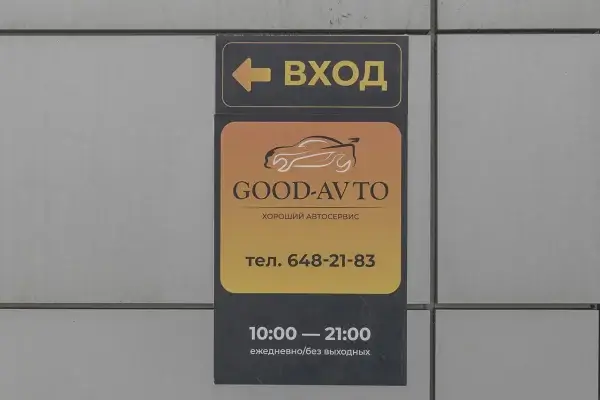 ВХОД
GOOD-AVTO
ХОРОШИЙ АВТОСЕРВИС
тел. 648-21-83
10:00 — 21:00
ежедневно/без выходных